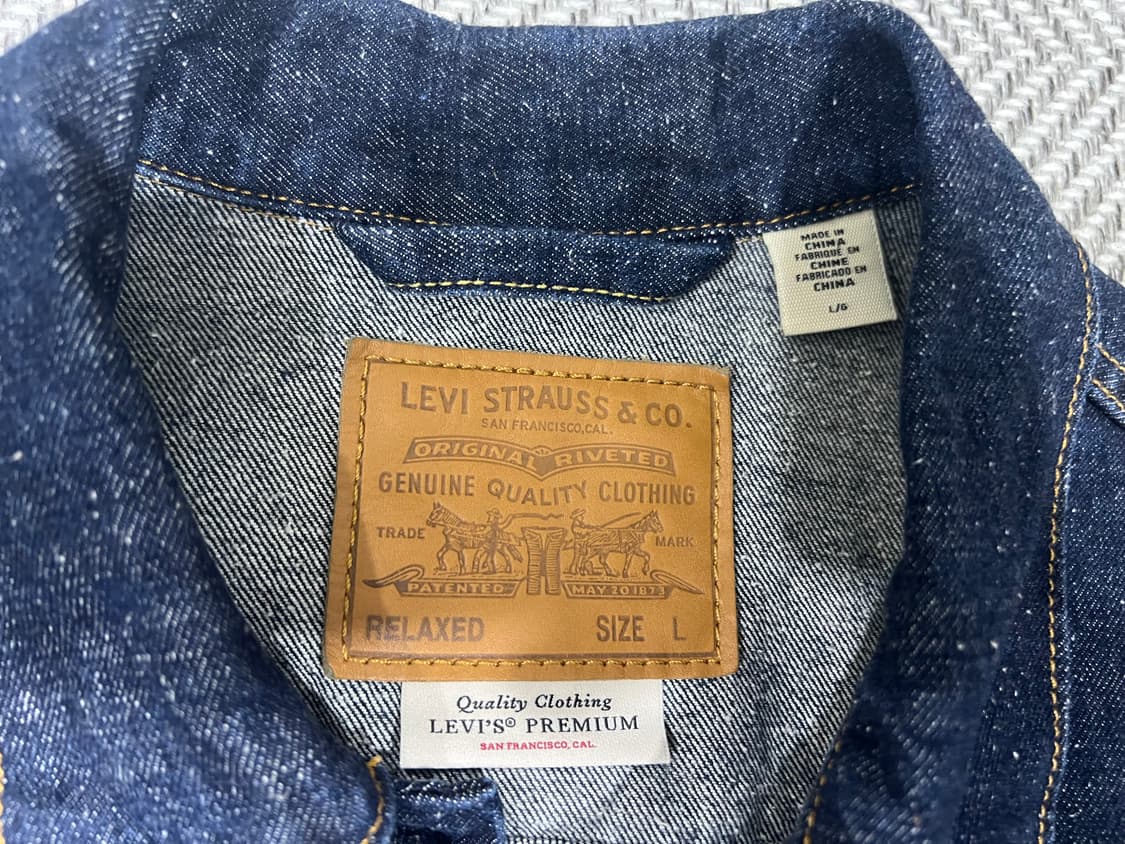 MADE IN
CHINA
FABRIQUÉ EN
CHINE
FABRICADO EN
CHINA
L/G
LEVI STRAUSS & CO.
SAN FRANCISCO, CAL.
ORIGINAL RIVETED
GENUINE QUALITY CLOTHING
TRADE MARK
PATENTED MAY 20 1873
RELAXED SIZE L
Quality Clothing
LEVI'S® PREMIUM
SAN FRANCISCO, CAL.